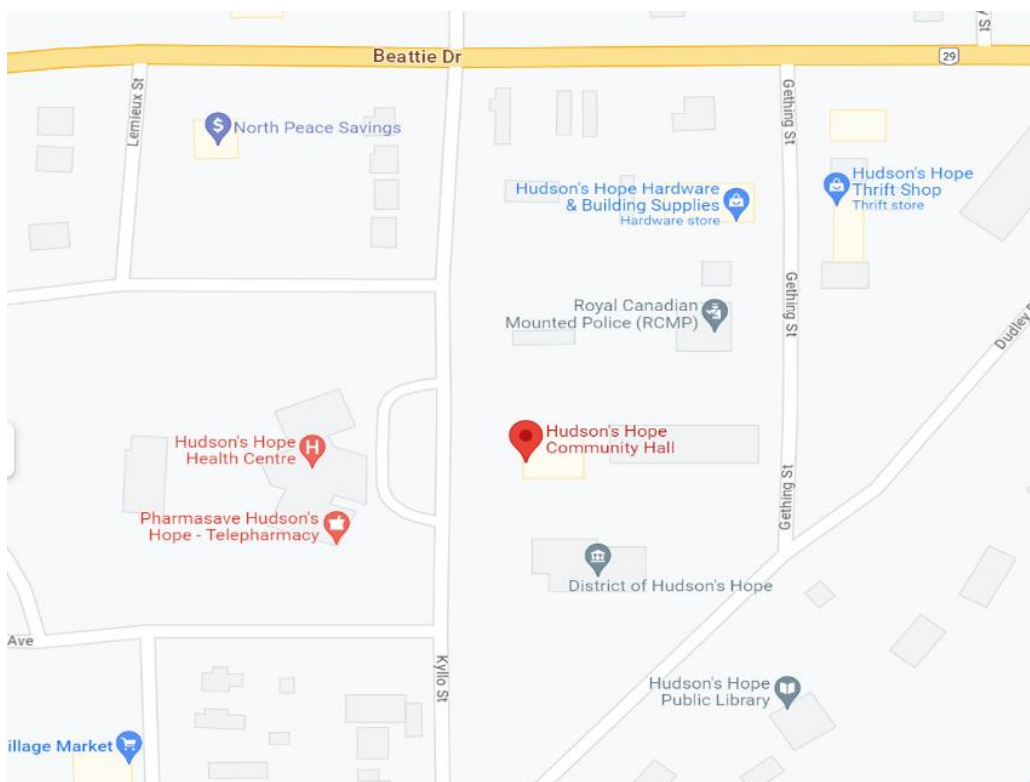 Beattie Dr
29
St
Lemieux St
North Peace Savings
Gething St
Hudson's Hope Hardware
& Building Supplies
Hardware store
Hudson's Hope
Thrift Shop
Thrift store
Gething St
Royal Canadian
Mounted Police (RCMP)
Dudley
Hudson's Hope
Community Hall
Hudson's Hope
Health Centre
H
Gething St
Pharmasave Hudson's
Hope - Telepharmacy
District of Hudson's Hope
Ave
Kyllo St
Hudson's Hope
Public Library
illage Market
$